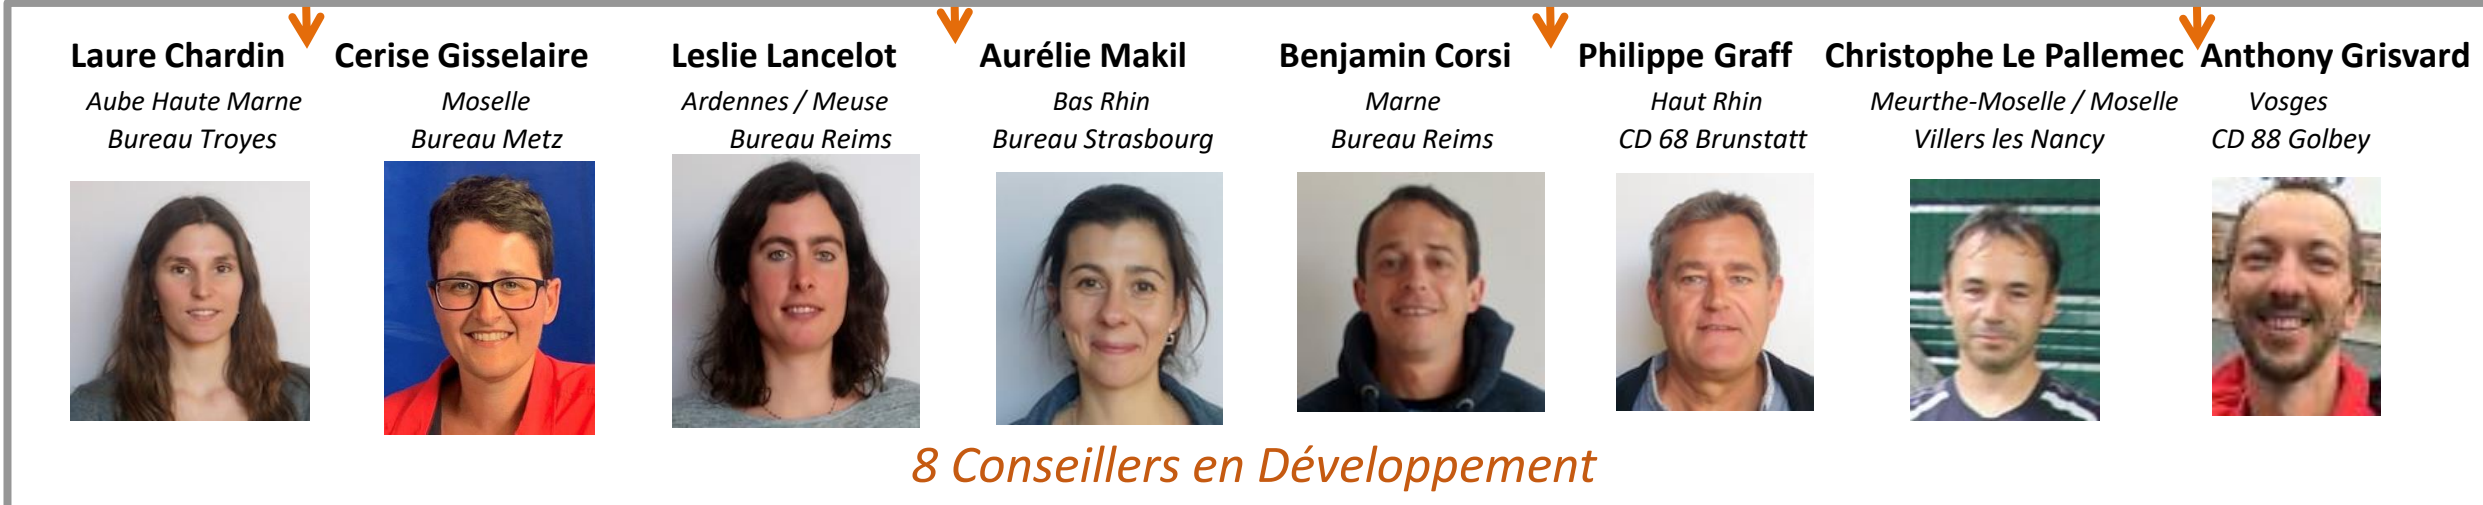 Laure Chardin
Aube Haute Marne
Bureau Troyes
Cerise Gisselaire
Moselle
Bureau Metz
Leslie Lancelot
Ardennes / Meuse
Bureau Reims
Aurélie Makil
Bas Rhin
Bureau Strasbourg
Benjamin Corsi
Marne
Bureau Reims
Philippe Graff
Haut Rhin
CD 68 Brunstatt
Christophe Le Pallemec
Meurthe-Moselle / Moselle
Villers les Nancy
Anthony Grisvard
Vosges
CD 88 Golbey
8 Conseillers en Développement